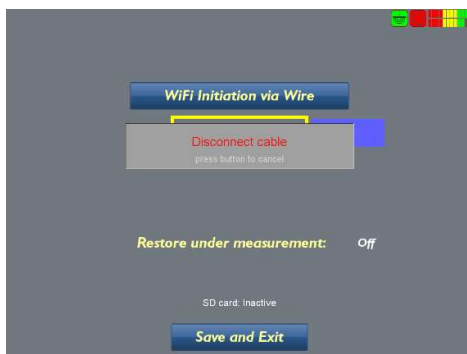 WiFi Initiation via Wire
Disconnect cable
press button to cancel
Restore under measurement: Off
SD card: Inactive
Save and Exit